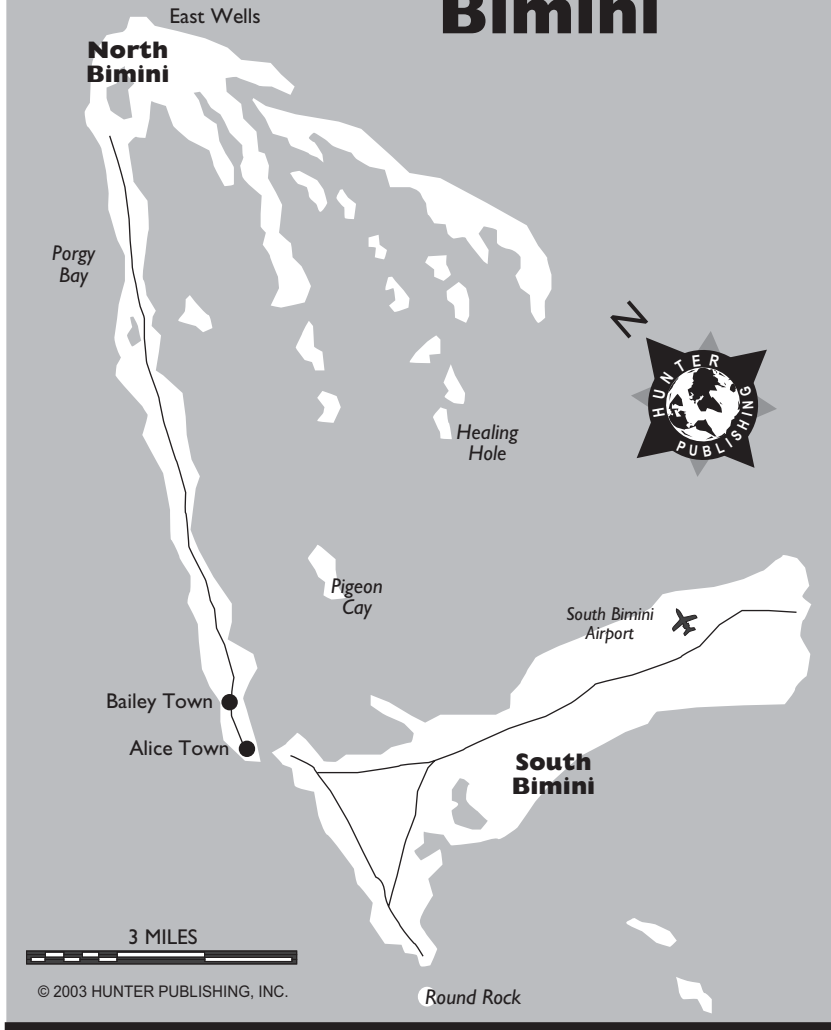 Bimini
East Wells
North
Bimini
Porgy
Bay
N
HUNTER
PUBLISHING
Healing
Hole
Pigeon
Cay
South Bimini
Airport
Bailey Town
Alice Town
South
Bimini
3 MILES
© 2003 HUNTER PUBLISHING, INC.
Round Rock